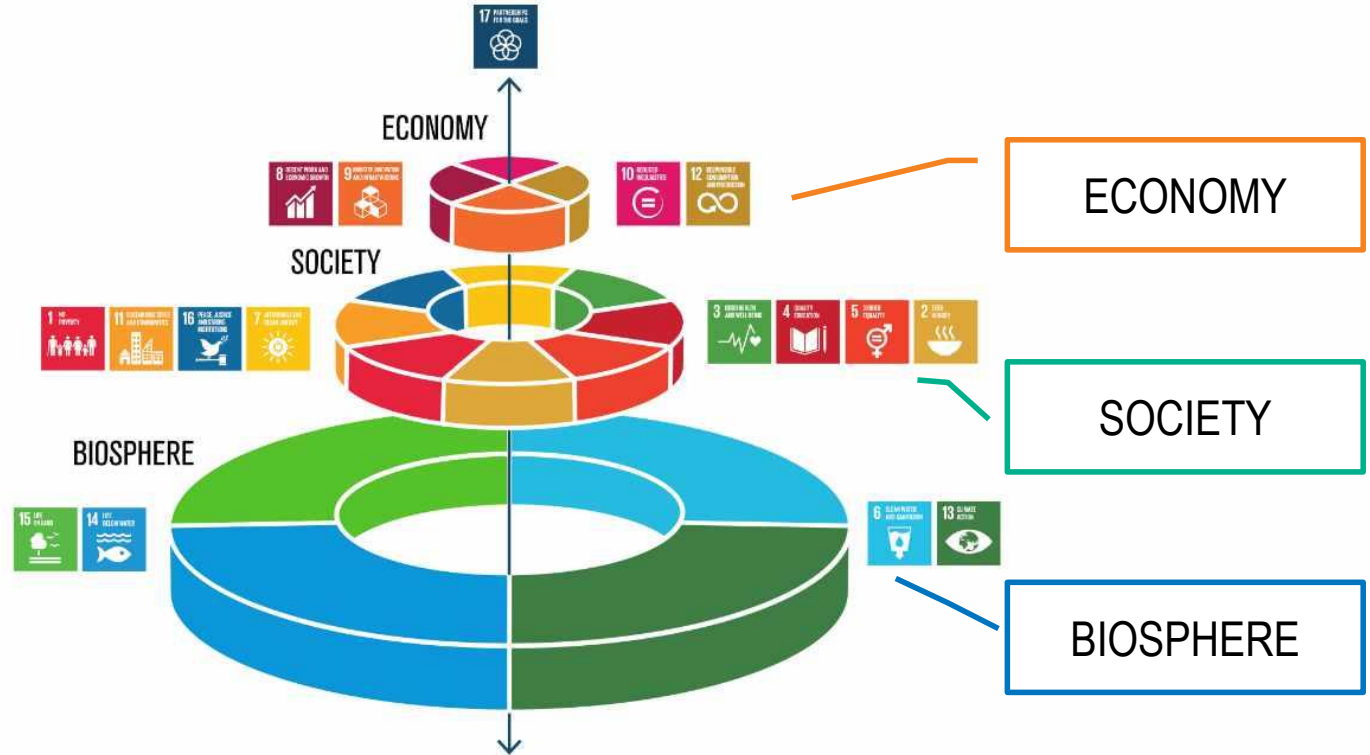 17 PARTNERSHIPS
FOR THE GOALS
ECONOMY
8 DECENT WORK AND
ECONOMIC GROWTH
9 INDUSTRY, INNOVATION
AND INFRASTRUCTURE
10 REDUCED
INEQUALITIES
12 RESPONSIBLE
CONSUMPTION
AND PRODUCTION
ECONOMY
SOCIETY
1 NO
POVERTY
11 SUSTAINABLE CITIES
AND COMMUNITIES
16 PEACE, JUSTICE
AND STRONG
INSTITUTIONS
7 AFFORDABLE AND
CLEAN ENERGY
3 GOOD HEALTH
AND WELL-BEING
4 QUALITY
EDUCATION
5 GENDER
EQUALITY
2 ZERO
HUNGER
SOCIETY
BIOSPHERE
15 LIFE
ON LAND
14 LIFE
BELOW WATER
6 CLEAN WATER
AND SANITATION
13 CLIMATE
ACTION
BIOSPHERE